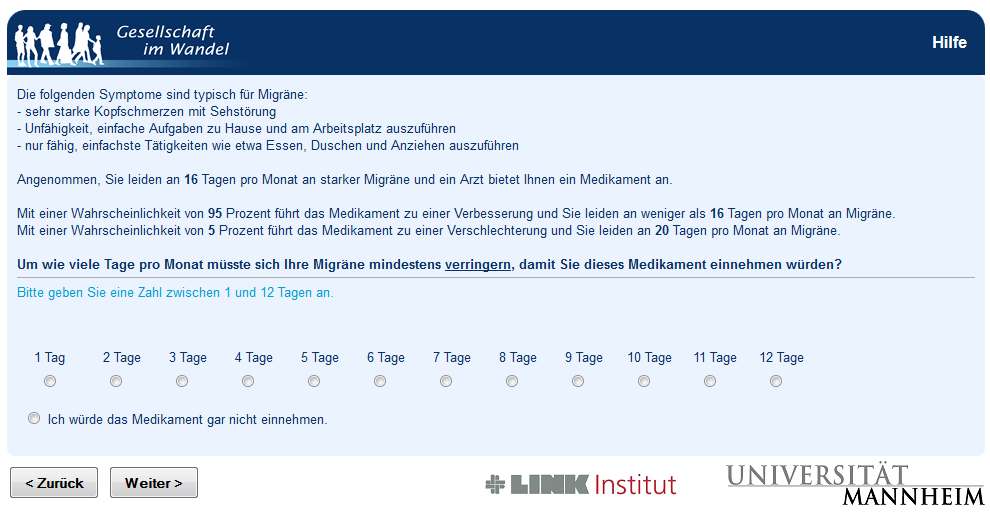 Gesellschaft
im Wandel
Hilfe
Die folgenden Symptome sind typisch für Migräne:
- sehr starke Kopfschmerzen mit Sehstörung
- Unfähigkeit, einfache Aufgaben zu Hause und am Arbeitsplatz auszuführen
- nur fähig, einfachste Tätigkeiten wie etwa Essen, Duschen und Anziehen auszuführen
Angenommen, Sie leiden an 16 Tagen pro Monat an starker Migräne und ein Arzt bietet Ihnen ein Medikament an.
Mit einer Wahrscheinlichkeit von 95 Prozent führt das Medikament zu einer Verbesserung und Sie leiden an weniger als 16 Tagen pro Monat an Migräne.
Mit einer Wahrscheinlichkeit von 5 Prozent führt das Medikament zu einer Verschlechterung und Sie leiden an 20 Tagen pro Monat an Migräne.
Um wie viele Tage pro Monat müsste sich Ihre Migräne mindestens verringern, damit Sie dieses Medikament einnehmen würden?
Bitte geben Sie eine Zahl zwischen 1 und 12 Tagen an.
1 Tag 2 Tage 3 Tage 4 Tage 5 Tage 6 Tage 7 Tage 8 Tage 9 Tage 10 Tage 11 Tage 12 Tage
Ich würde das Medikament gar nicht einnehmen.
< Zurück Weiter > LINK Institut UNIVERSITÄT
MANNHEIM